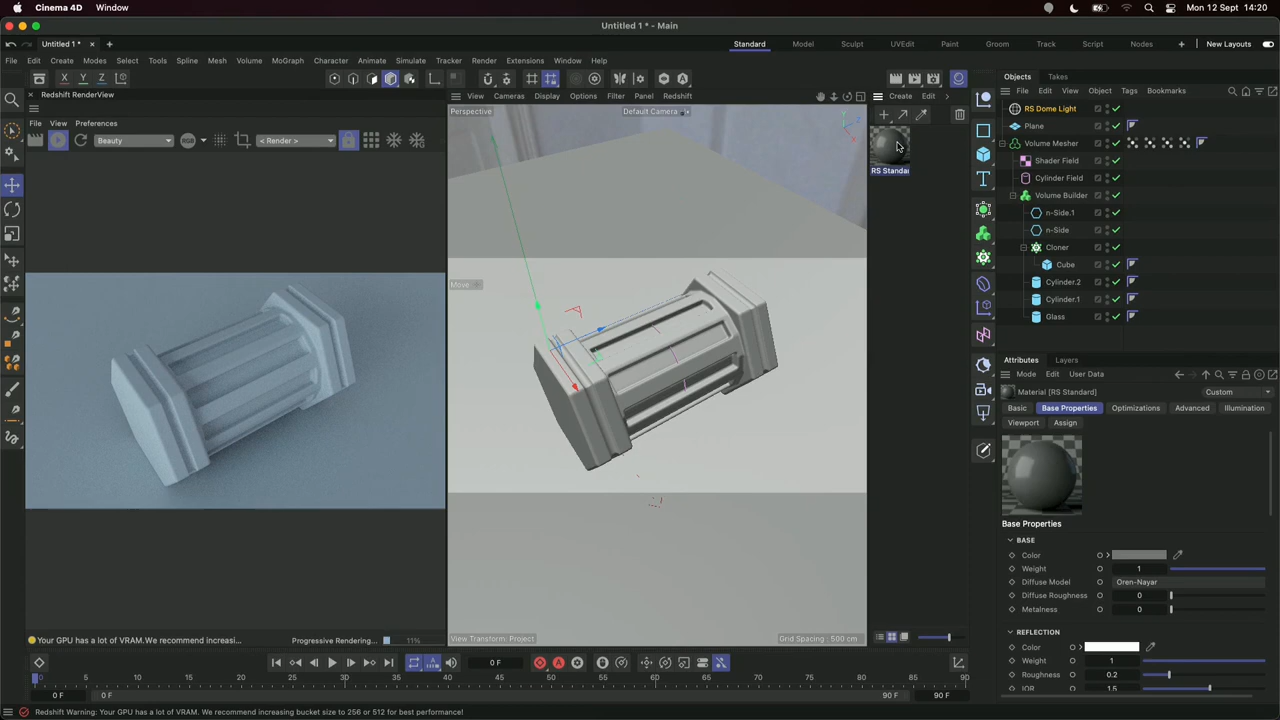 Cinema 4D Window Mon 12 Sept 14:20
Untitled 1 * - Main
Untitled 1 * Standard Model Sculpt UVEdit Paint Groom Track Script Nodes New Layouts
File Edit Create Modes Select Tools Spline Mesh Volume MoGraph Character Animate Simulate Tracker Render Extensions Window Help
X Y Z
Objects Takes
File Edit View Object Tags Bookmarks
Redshift RenderView
View Cameras Display Options Filter Panel Redshift
Create Edit
File View Preferences
Perspective
Default Camera
Beauty
RGB
< Render >
RS Standar
RS Dome Light
Plane
Volume Mesher
Shader Field
Cylinder Field
Volume Builder
n-Side.1
n-Side
Cloner
Cube
Cylinder.2
Cylinder.1
Glass
Move
Attributes Layers
Mode Edit User Data
Material [RS Standard]
Custom
Basic Base Properties Optimizations Advanced Illumination
Viewport Assign
Base Properties
BASE
Color
Weight 1
Diffuse Model Oren-Nayar
Diffuse Roughness 0
Metalness 0
REFLECTION
Color
Weight 1
Roughness 0.2
IOR 1.5
Your GPU has a lot of VRAM.We recommend increasi...
Progressive Rendering... 11%
View Transform: Project
Grid Spacing : 500 cm
0 F
0 5 10 15 20 25 30 35 40 45 50 55 60 65 70 75 80 85 90
0 F 0 F 90 F 90 F
Redshift Warning: Your GPU has a lot of VRAM. We recommend increasing bucket size to 256 or 512 for best performance!